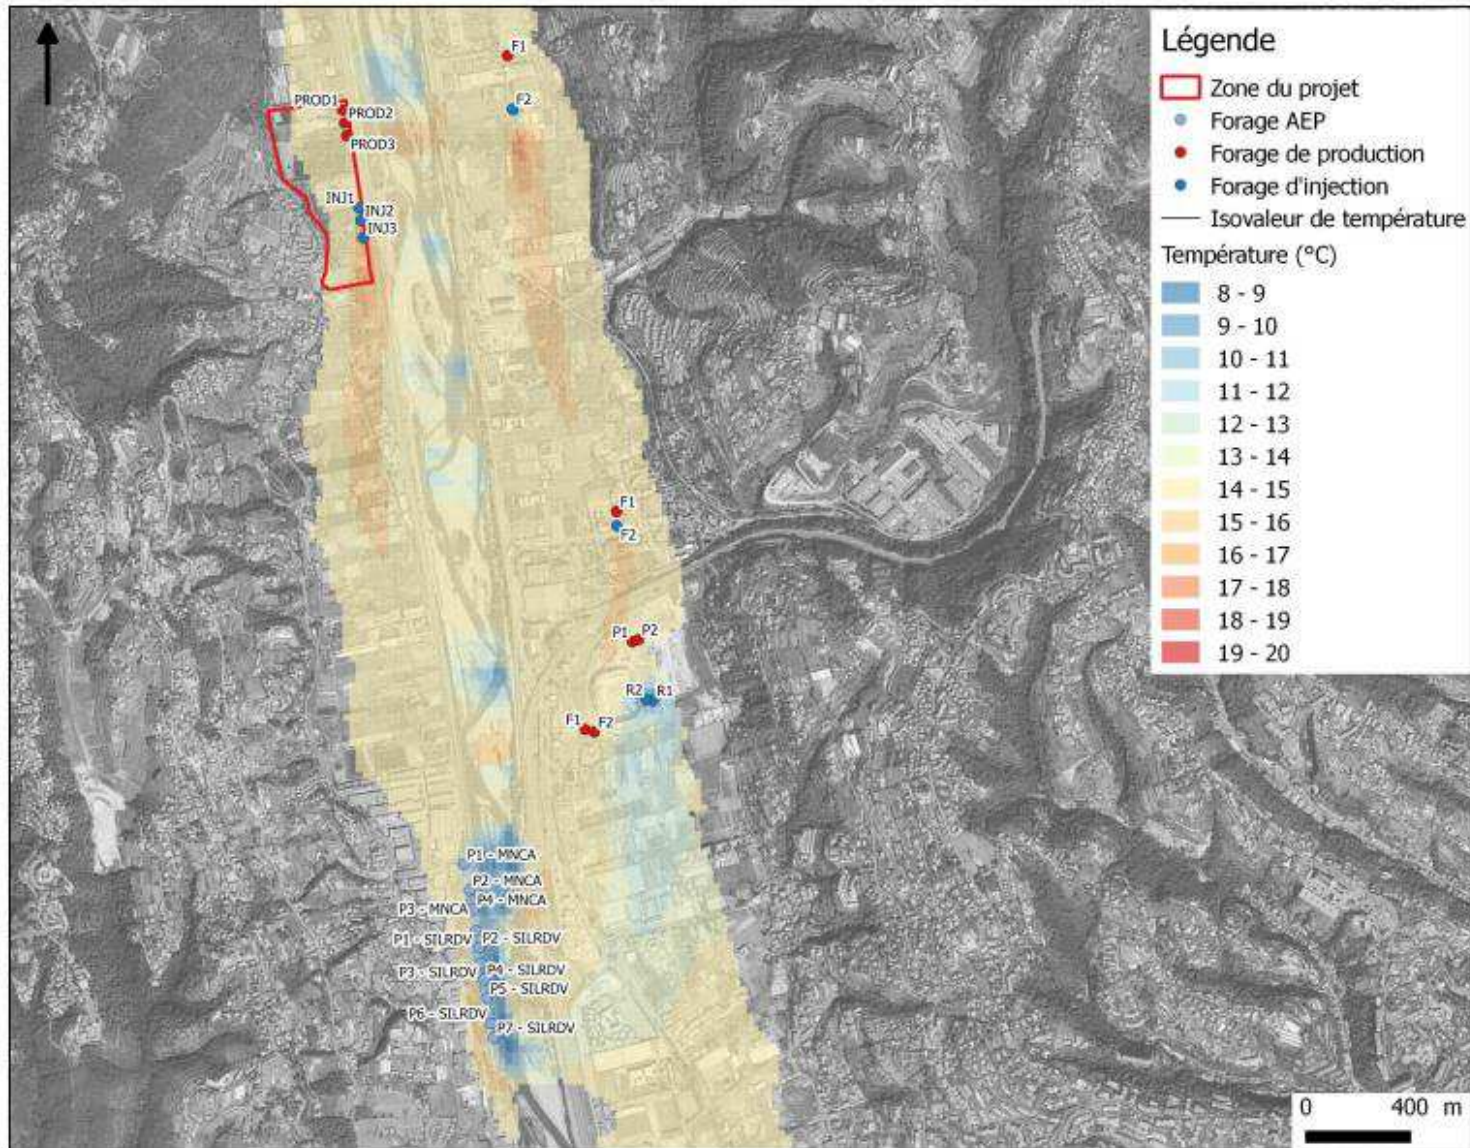 F1
F2
PROD1
PROD2
PROD3
INJ1
INJ2
INJ3
F1
F2
P1
P2
R2
R1
F1
F2
P1 - MNCA
P2 - MNCA
P4 - MNCA
P3 - MNCA
P1 - SILRDV
P2 - SILRDV
P3 - SILRDV
P4 - SILRDV
P5 - SILRDV
P6 - SILRDV
P7 - SILRDV
Légende
Zone du projet
Forage AEP
Forage de production
Forage d'injection
Isovaleur de température
Température (°C)
8 - 9
9 - 10
10 - 11
11 - 12
12 - 13
13 - 14
14 - 15
15 - 16
16 - 17
17 - 18
18 - 19
19 - 20
0 400 m